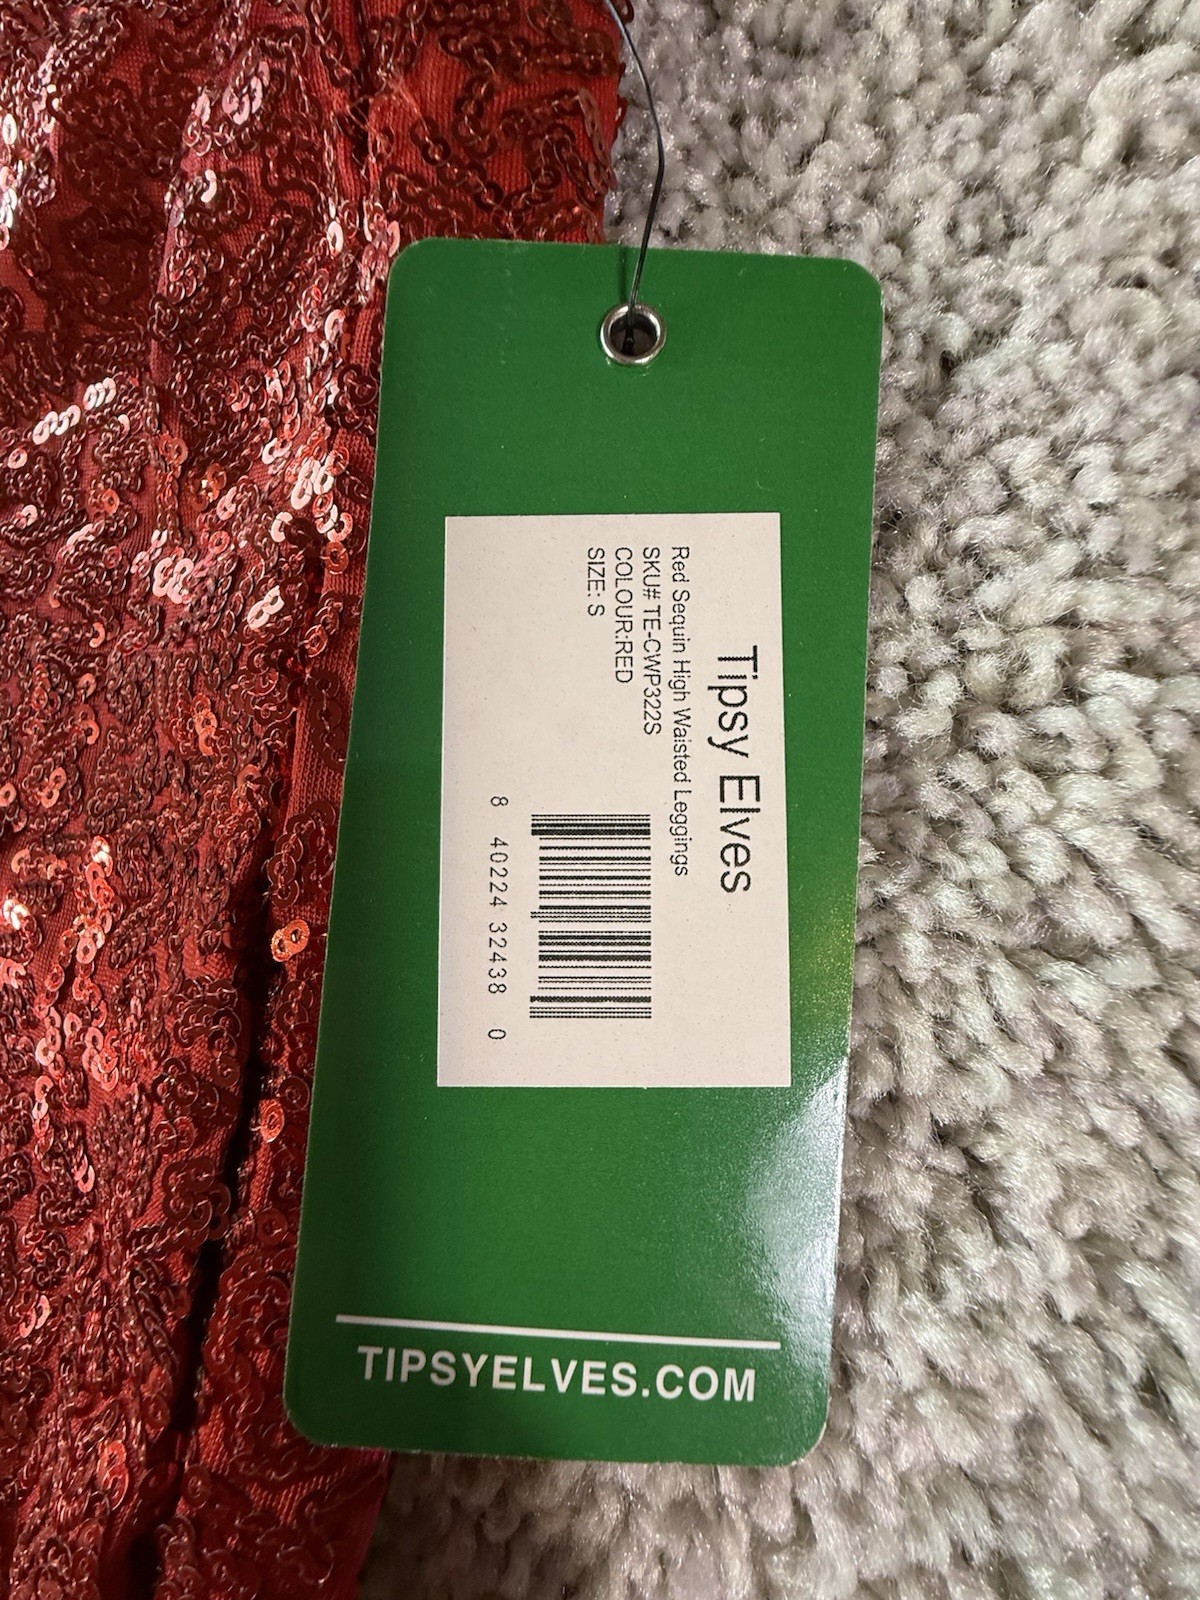 Tipsy Elves
Red Sequin High Waisted Leggings
SKU# TE-CWP322S
COLOUR:RED
SIZE: S
8 40224 32438 0
TIPSYELVES.COM